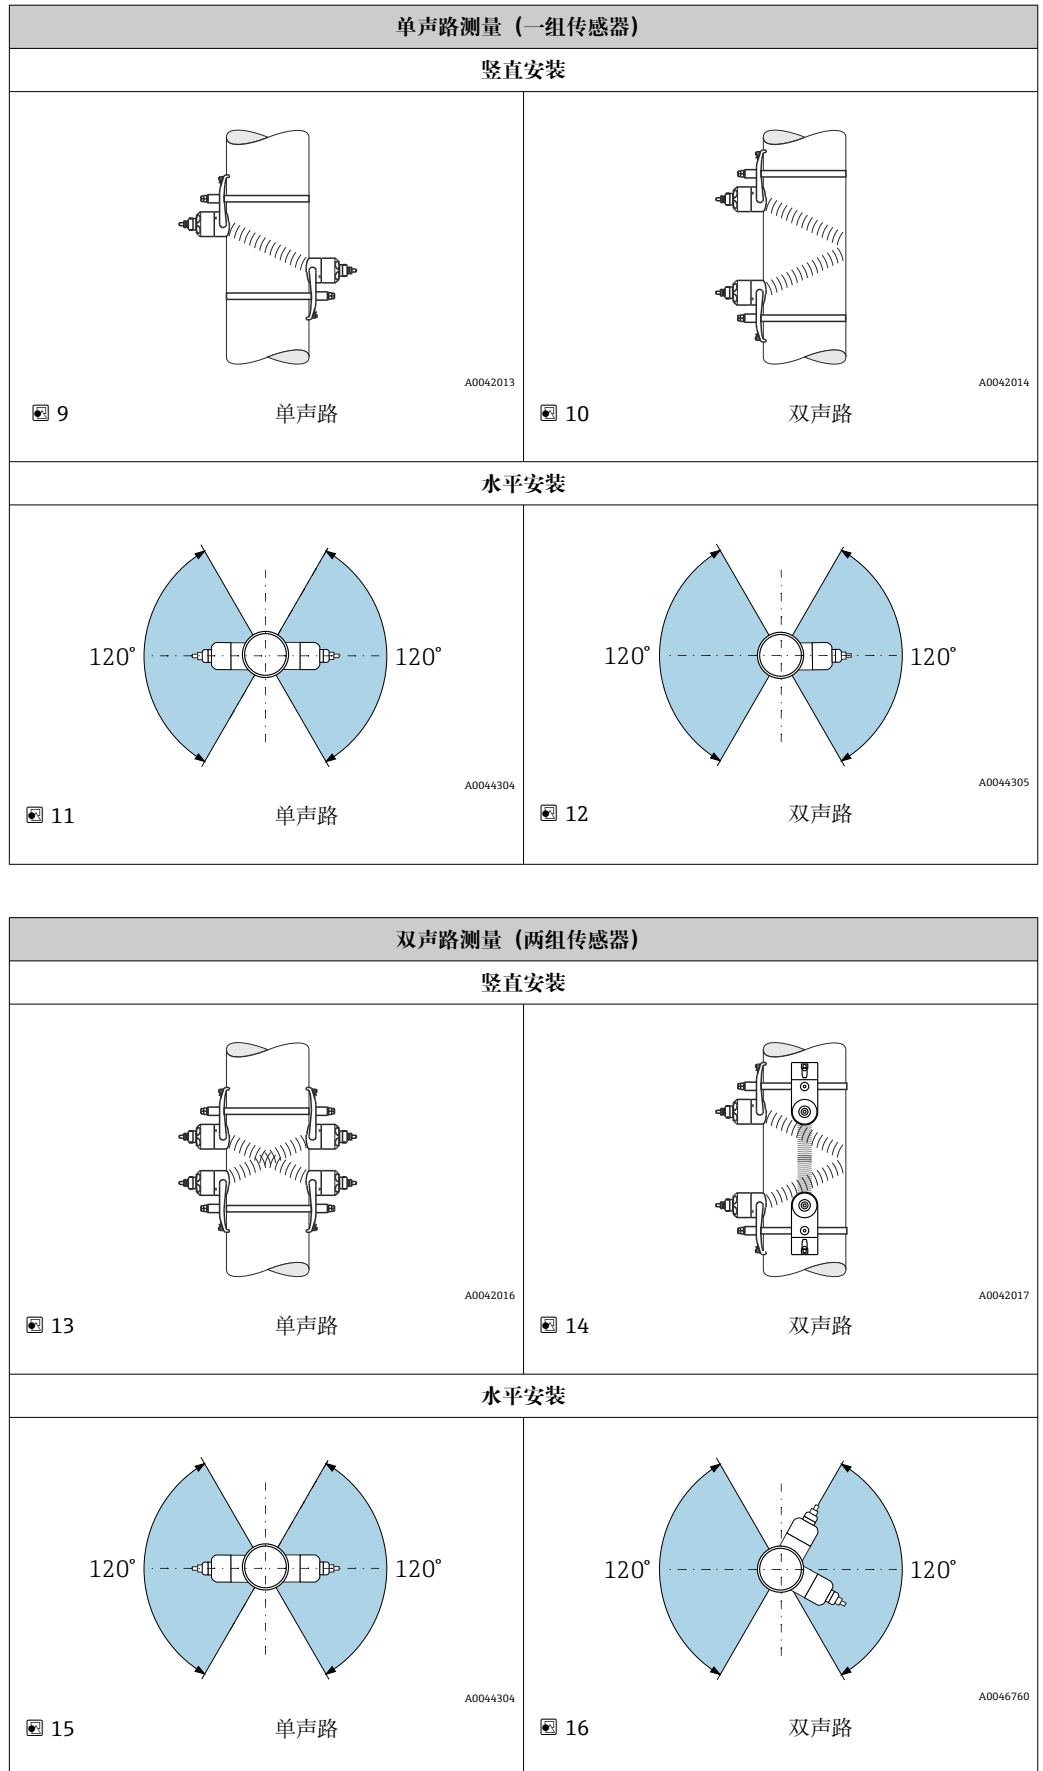 单声路测量（一组传感器）
竖直安装
A0042013
A0042014
9 单声路
10 双声路
水平安装
120° 120°
120° 120°
A0044304
A0044305
11 单声路
12 双声路
双声路测量（两组传感器）
竖直安装
A0042016
A0042017
13 单声路
14 双声路
水平安装
120° 120°
120° 120°
A0044304
A0046760
15 单声路
16 双声路